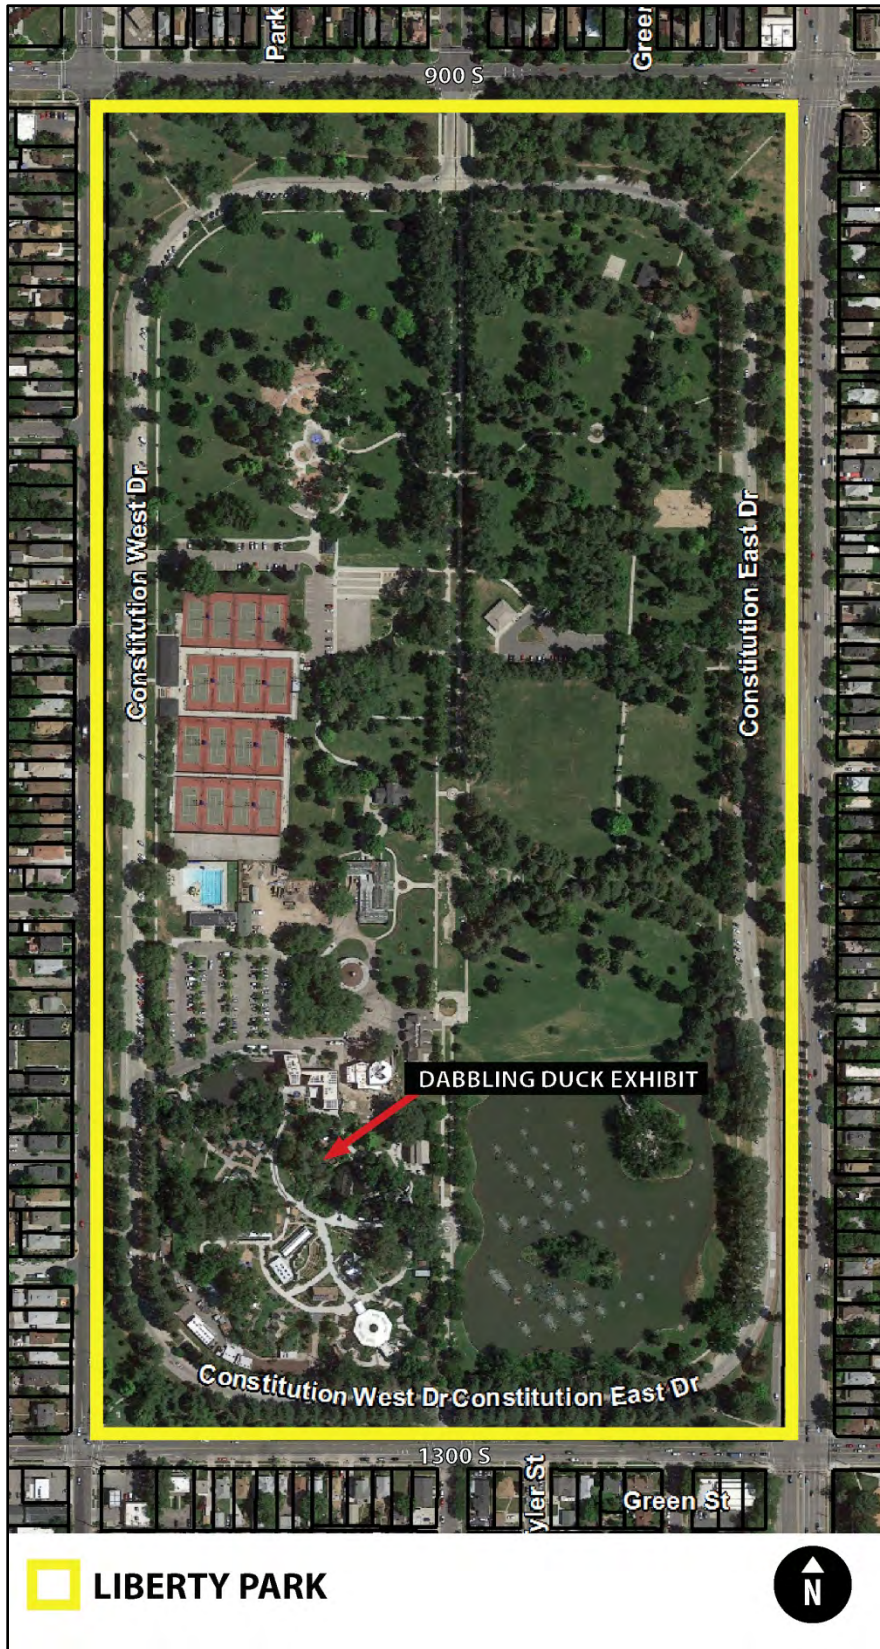 Park
Green
900 S
Constitution West Dr
Constitution East Dr
DABBLING DUCK EXHIBIT
Constitution West Dr
Constitution East Dr
1300 S
yler St
Green St
LIBERTY PARK
N